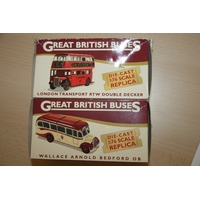 GREAT BRITISH BUSES
DIE-CAST
1:76 SCALE
REPLICA
LONDON TRANSPORT RTW DOUBLE DECKER
GREAT BRITISH BUSES
DIE-CAST
1:76 SCALE
REPLICA
WALLACE ARNOLD BEDFORD OB